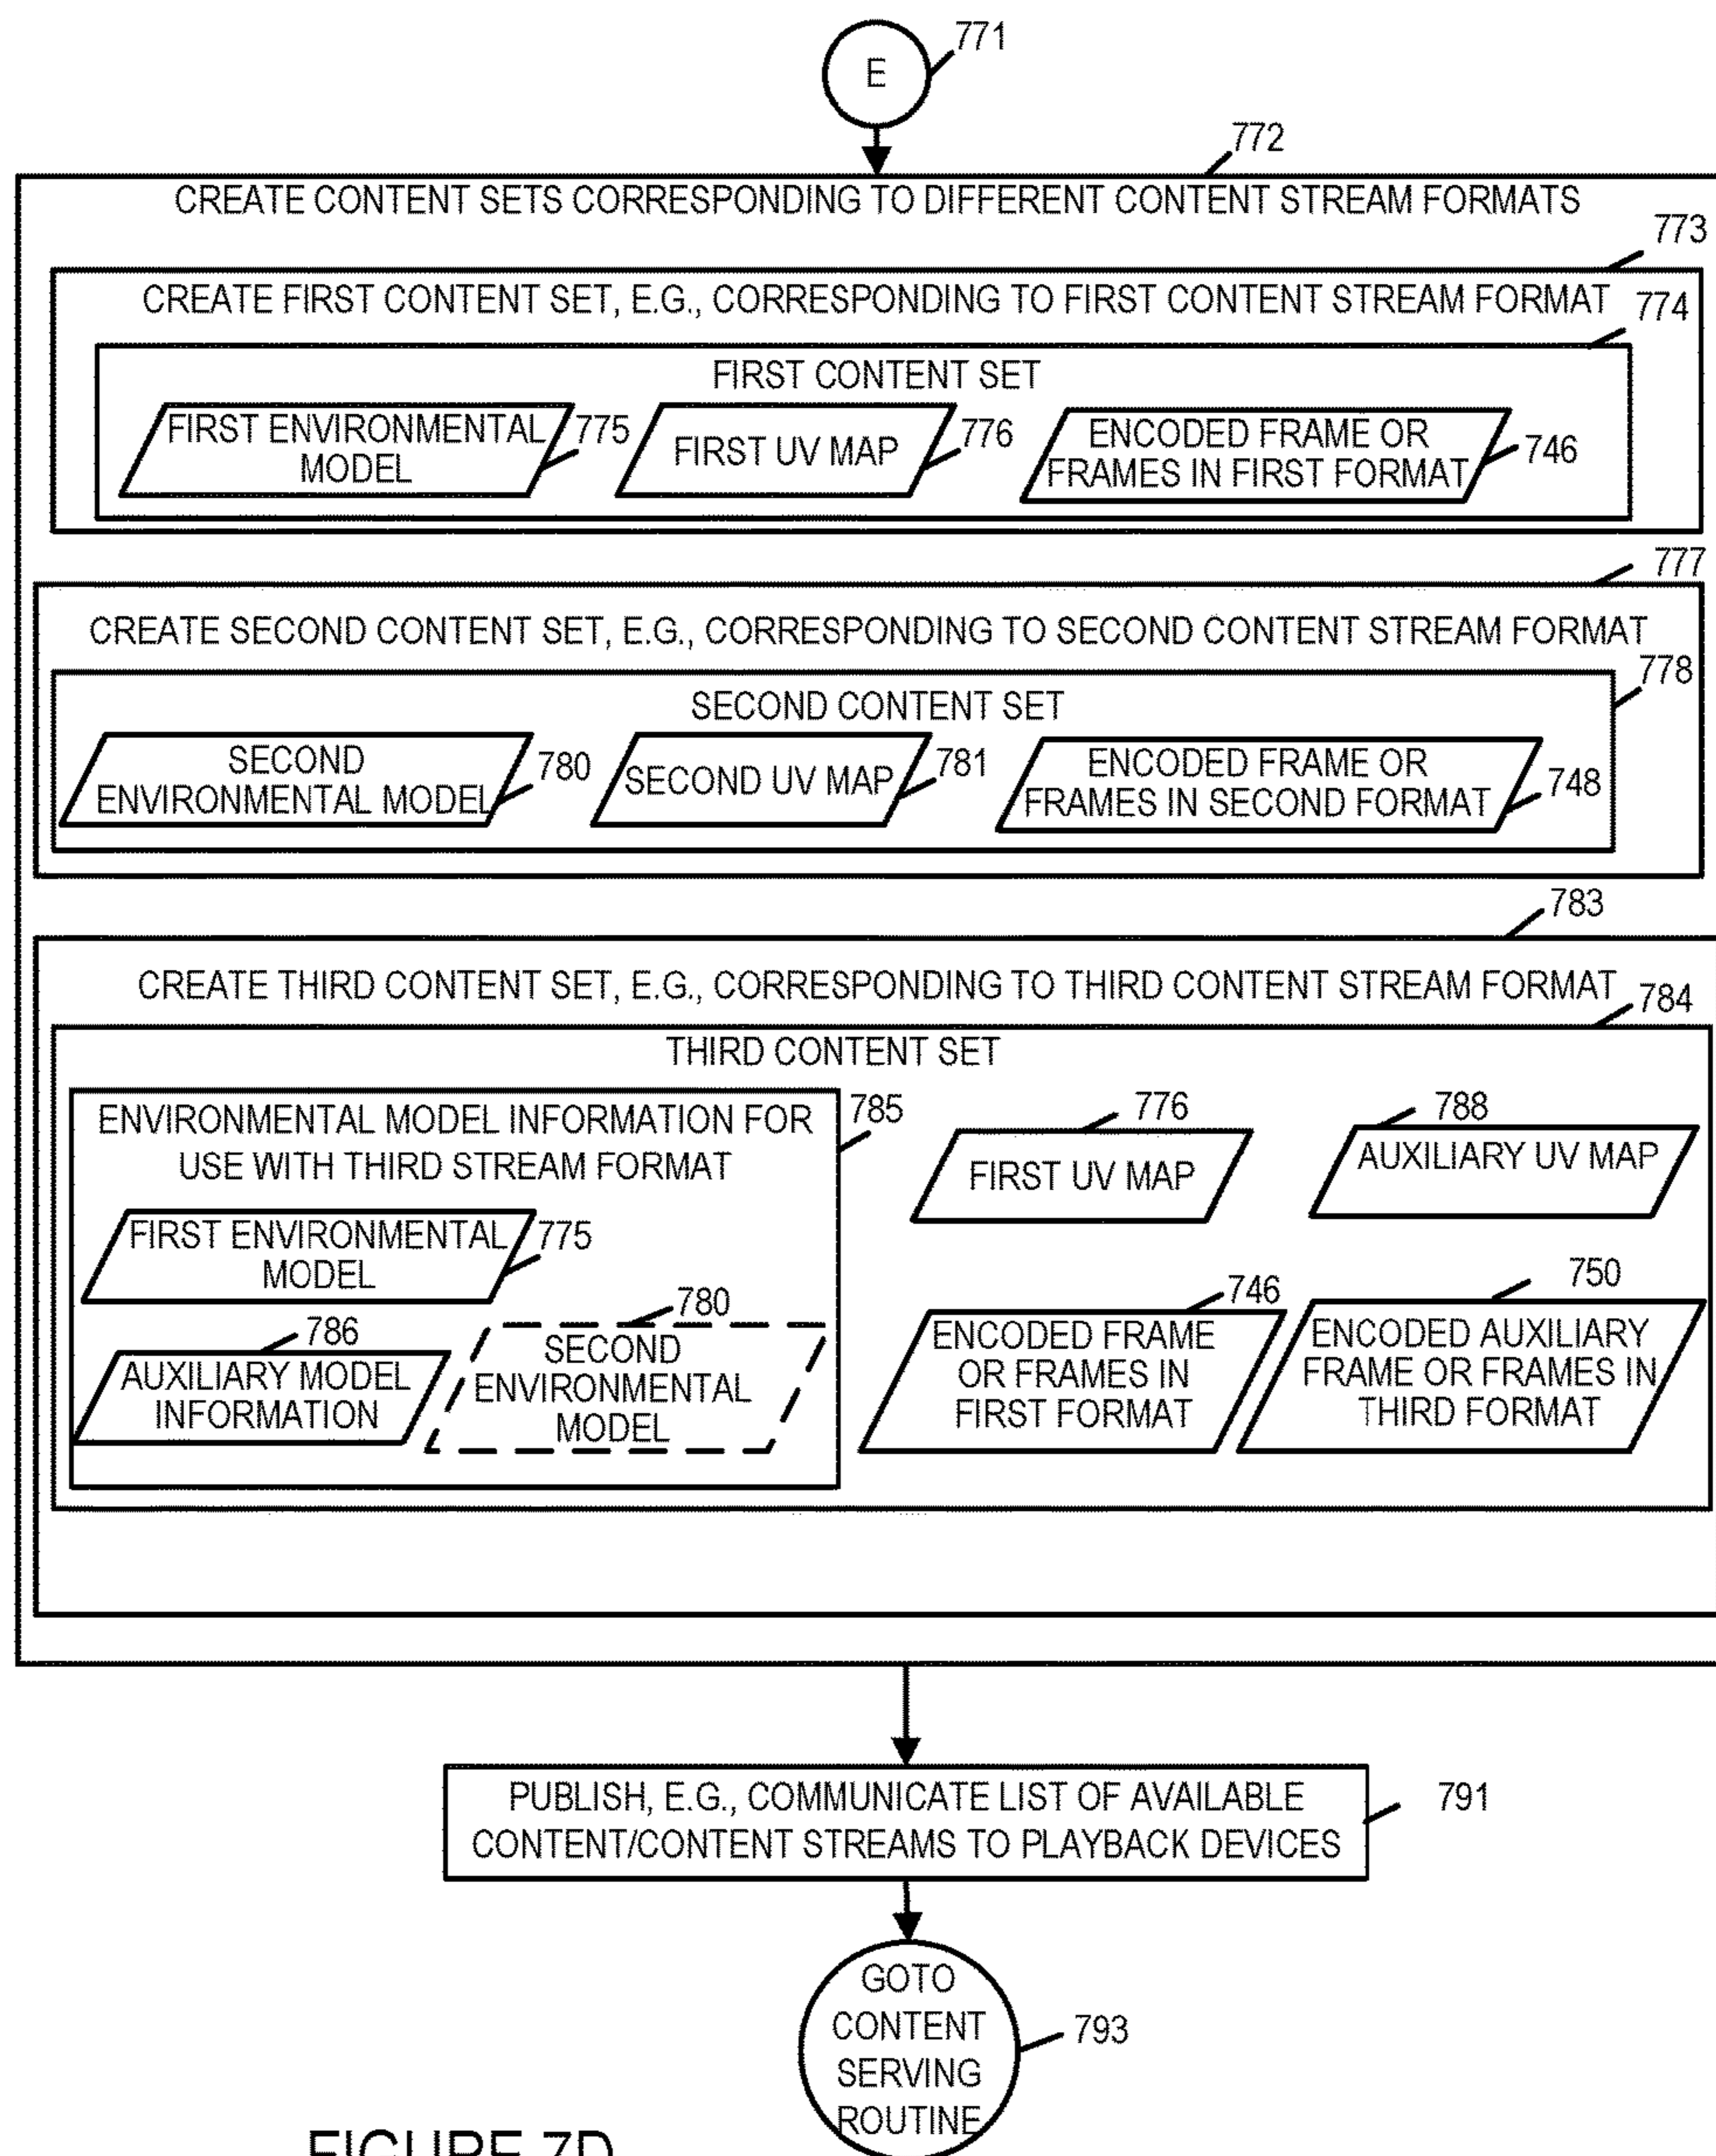 771
E
772
CREATE CONTENT SETS CORRESPONDING TO DIFFERENT CONTENT STREAM FORMATS
773
CREATE FIRST CONTENT SET, E.G., CORRESPONDING TO FIRST CONTENT STREAM FORMAT
774
FIRST CONTENT SET
FIRST ENVIRONMENTAL
MODEL
775
FIRST UV MAP
776
ENCODED FRAME OR
FRAMES IN FIRST FORMAT
746
777
CREATE SECOND CONTENT SET, E.G., CORRESPONDING TO SECOND CONTENT STREAM FORMAT
778
SECOND CONTENT SET
SECOND
ENVIRONMENTAL MODEL
780
SECOND UV MAP
781
ENCODED FRAME OR
FRAMES IN SECOND FORMAT
748
783
CREATE THIRD CONTENT SET, E.G., CORRESPONDING TO THIRD CONTENT STREAM FORMAT
784
THIRD CONTENT SET
ENVIRONMENTAL MODEL INFORMATION FOR
USE WITH THIRD STREAM FORMAT
785
FIRST ENVIRONMENTAL
MODEL
775
786
AUXILIARY MODEL
INFORMATION
780
SECOND
ENVIRONMENTAL
MODEL
776
FIRST UV MAP
788
AUXILIARY UV MAP
746
ENCODED FRAME
OR FRAMES IN
FIRST FORMAT
750
ENCODED AUXILIARY
FRAME OR FRAMES IN
THIRD FORMAT
PUBLISH, E.G., COMMUNICATE LIST OF AVAILABLE
CONTENT/CONTENT STREAMS TO PLAYBACK DEVICES
791
GOTO
CONTENT
SERVING
ROUTINE
793
FIGURE 7D